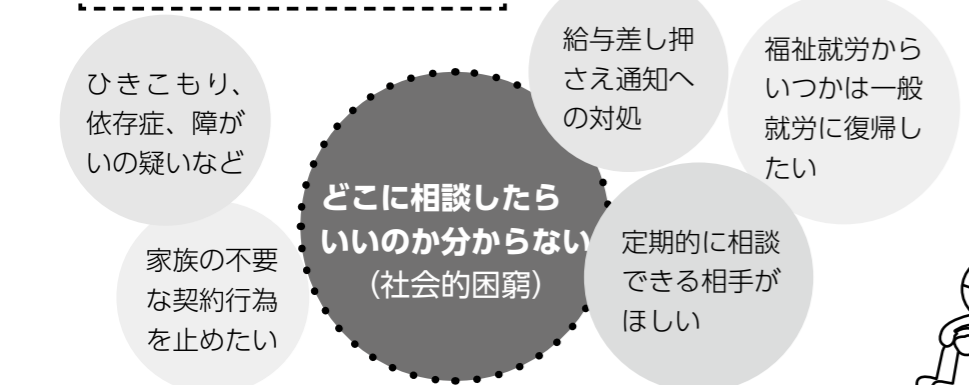 ひきこもり、
依存症、障が
いの疑いなど
家族の不要
な契約行為
を止めたい
どこに相談したら
いいのか分からない
（社会的困窮）
給与差し押
さえ通知へ
の対処
定期的に相談
できる相手が
ほしい
福祉就労から
いつかは一般
就労に復帰し
たい